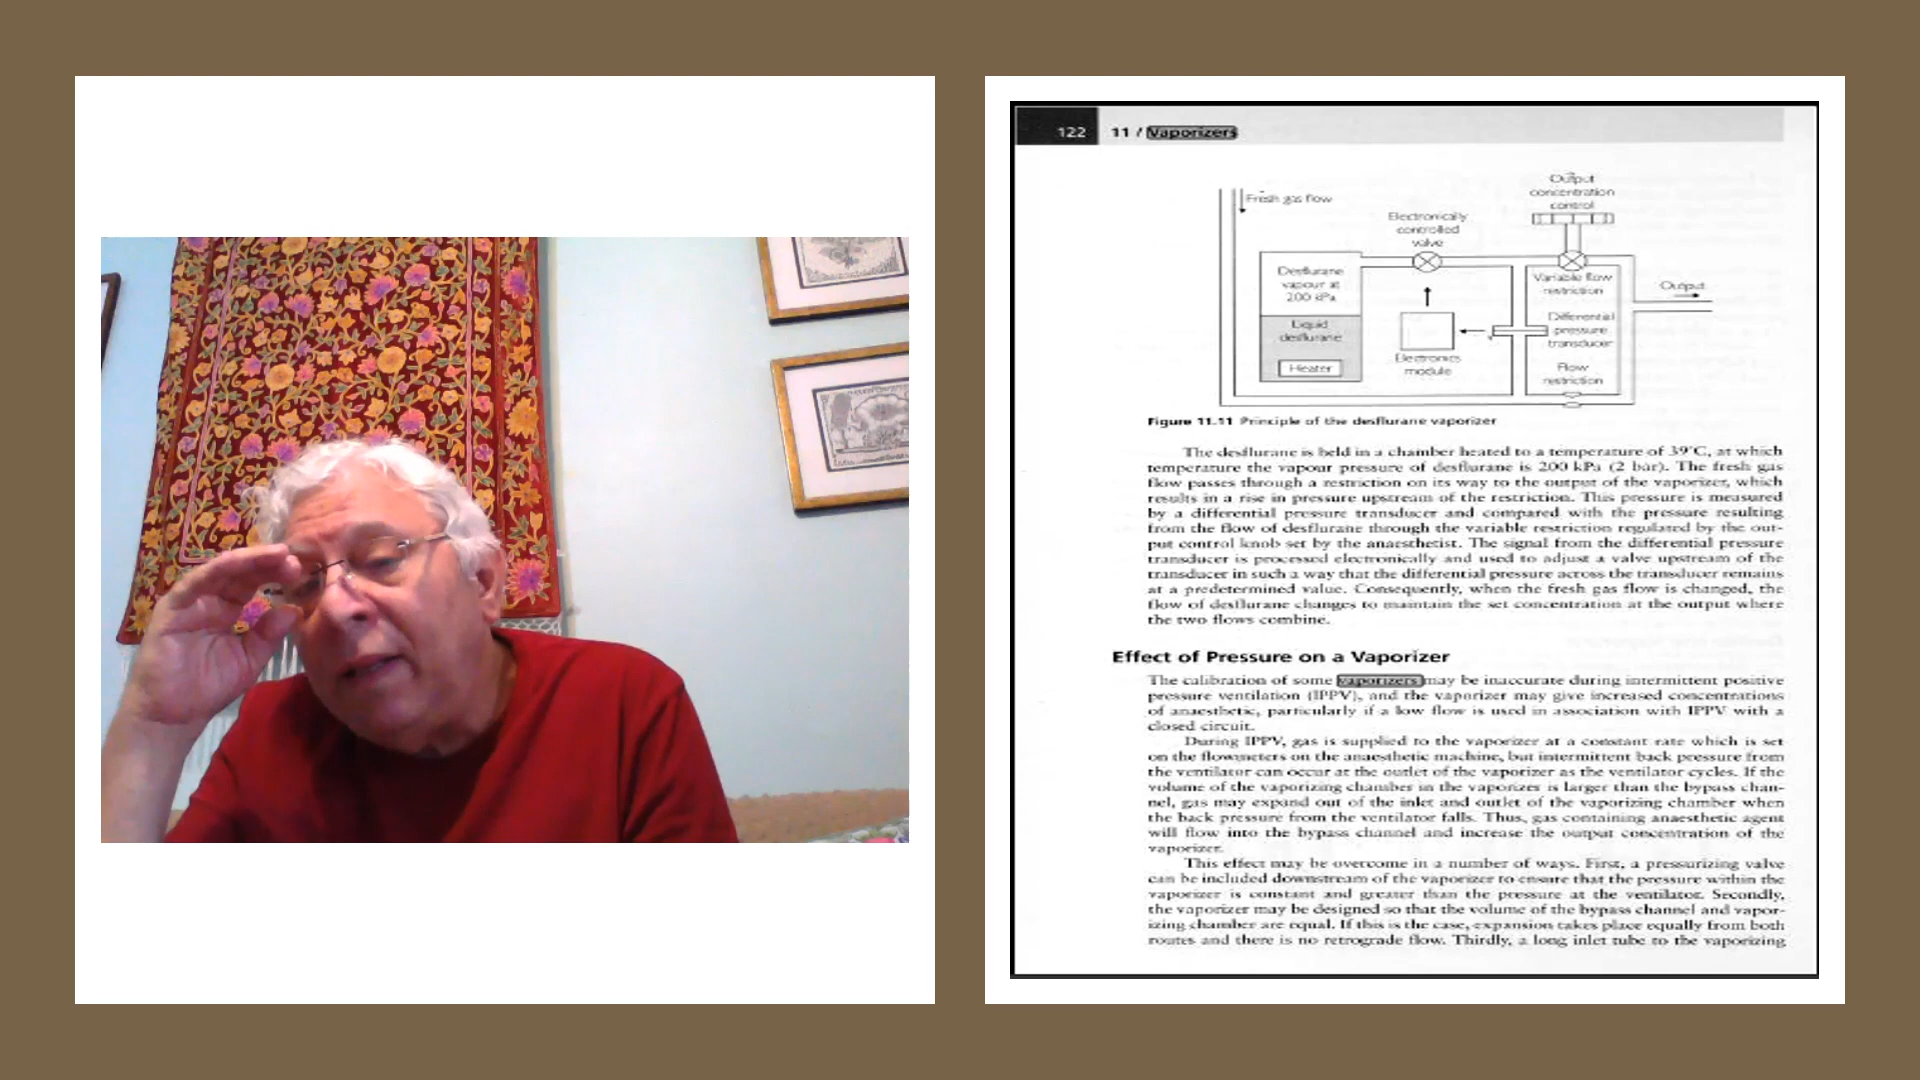 122 11 / Vaporizers
Output
concentration
control
Fresh gas flow
Electronically
controlled
valve
Desflurane
vapour at
200 kPa
Variable flow
restriction
Output
Liquid
desflurane
Differential
pressure
transducer
Heater
Electronics
module
Flow
restriction
Figure 11.11 Principle of the desflurane vaporizer
The desflurane is held in a chamber heated to a temperature of 39°C, at which
temperature the vapour pressure of desflurane is 200 kPa (2 bar). The fresh gas
flow passes through a restriction on its way to the output of the vaporizer, which
results in a rise in pressure upstream of the restriction. This pressure is measured
by a differential pressure transducer and compared with the pressure resulting
from the flow of desflurane through the variable restriction regulated by the out-
put control knob set by the anaesthetist. The signal from the differential pressure
transducer is processed electronically and used to adjust a valve upstream of the
transducer in such a way that the differential pressure across the transducer remains
at a predetermined value. Consequently, when the fresh gas flow is changed, the
flow of desflurane changes to maintain the set concentration at the output where
the two flows combine.
Effect of Pressure on a Vaporizer
The calibration of some vaporizers may be inaccurate during intermittent positive
pressure ventilation (IPPV), and the vaporizer may give increased concentrations
of anaesthetic, particularly if a low flow is used in association with IPPV with a
closed circuit.
During IPPV, gas is supplied to the vaporizer at a constant rate which is set
on the flowmeters on the anaesthetic machine, but intermittent back pressure from
the ventilator can occur at the outlet of the vaporizer as the ventilator cycles. If the
volume of the vaporizing chamber in the vaporizer is larger than the bypass chan-
nel, gas may expand out of the inlet and outlet of the vaporizing chamber when
the back pressure from the ventilator falls. Thus, gas containing anaesthetic agent
will flow into the bypass channel and increase the output concentration of the
vaporizer.
This effect may be overcome in a number of ways. First, a pressurizing valve
can be included downstream of the vaporizer to ensure that the pressure within the
vaporizer is constant and greater than the pressure at the ventilator. Secondly,
the vaporizer may be designed so that the volume of the bypass channel and vapor-
izing chamber are equal. If this is the case, expansion takes place equally from both
routes and there is no retrograde flow. Thirdly, a long inlet tube to the vaporizing